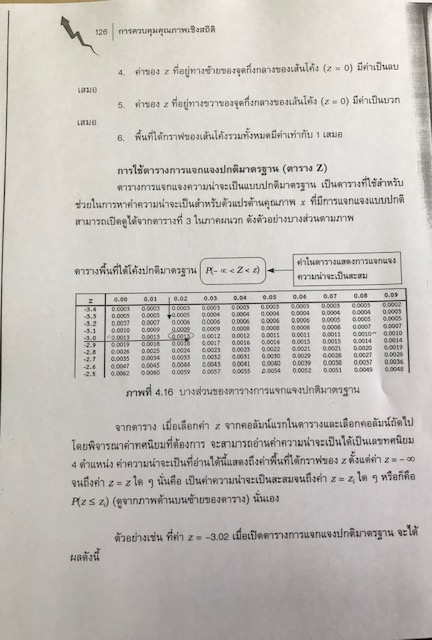 126 การควบคุมคุณภาพเชิงสถิติ
4. ค่าของ z ที่อยู่ทางซ้ายของจุดกึ่งกลางของเส้นโค้ง (z = 0) มีค่าเป็นลบ
เสมอ
5. ค่าของ z ที่อยู่ทางขวาของจุดกึ่งกลางของเส้นโค้ง (z = 0) มีค่าเป็นบวก
เสมอ
6. พื้นที่ใต้กราฟของเส้นโค้งรวมทั้งหมดมีค่าเท่ากับ 1 เสมอ
การใช้ตารางการแจกแจงปกติมาตรฐาน (ตาราง Z)
ตารางการแจกแจงความน่าจะเป็นแบบปกติมาตรฐาน เป็นตารางที่ใช้สำหรับ
ช่วยในการหาค่าความน่าจะเป็นสำหรับตัวแปรด้านคุณภาพ x ที่มีการแจกแจงแบบปกติ
สามารถเปิดดูได้จากตารางที่ 3 ในภาคผนวก ดังตัวอย่างบางส่วนตามภาพ
ตารางพื้นที่ใต้โค้งปกติมาตรฐาน P(- ∞ < Z < z)
ค่าในตารางแสดงการแจกแจง
ความน่าจะเป็นสะสม
z 0.00 0.01 0.02 0.03 0.04 0.05 0.06 0.07 0.08 0.09
-3.4 0.0003 0.0003 0.0003 0.0003 0.0003 0.0003 0.0003 0.0003 0.0003 0.0002
-3.3 0.0005 0.0005 0.0005 0.0004 0.0004 0.0004 0.0004 0.0004 0.0004 0.0003
-3.2 0.0007 0.0007 0.0006 0.0006 0.0006 0.0006 0.0006 0.0005 0.0005 0.0005
-3.1 0.0010 0.0009 0.0009 0.0009 0.0008 0.0008 0.0008 0.0008 0.0007 0.0007
-3.0 0.0013 0.0013 0.0013 0.0012 0.0012 0.0011 0.0011 0.0011 0.0010 0.0010
-2.9 0.0019 0.0018 0.0018 0.0017 0.0016 0.0016 0.0015 0.0015 0.0014 0.0014
-2.8 0.0026 0.0025 0.0024 0.0023 0.0023 0.0022 0.0021 0.0021 0.0020 0.0019
-2.7 0.0035 0.0034 0.0033 0.0032 0.0031 0.0030 0.0029 0.0028 0.0027 0.0026
-2.6 0.0047 0.0045 0.0044 0.0043 0.0041 0.0040 0.0039 0.0038 0.0037 0.0036
-2.5 0.0062 0.0060 0.0059 0.0057 0.0055 0.0054 0.0052 0.0051 0.0049 0.0048
ภาพที่ 4.16 บางส่วนของตารางการแจกแจงปกติมาตรฐาน
จากตาราง เมื่อเลือกค่า z จากคอลัมน์แรกในตารางและเลือกคอลัมน์ถัดไป
โดยพิจารณาค่าทศนิยมที่ต้องการ จะสามารถอ่านค่าความน่าจะเป็นได้เป็นเลขทศนิยม
4 ตำแหน่ง ค่าความน่าจะเป็นที่อ่านได้นี้แสดงถึงค่าพื้นที่ใต้กราฟของ z ตั้งแต่ค่า z = - ∞
จนถึงค่า z = z ใด ๆ นั่นคือ เป็นค่าความน่าจะเป็นสะสมจนถึงค่า z = zᵢ ใด ๆ หรือก็คือ
P(z ≤ zᵢ) (ดูจากภาพด้านบนซ้ายของตาราง) นั่นเอง
ตัวอย่างเช่น ที่ค่า z = -3.02 เมื่อเปิดตารางการแจกแจงปกติมาตรฐาน จะได้
ผลดังนี้